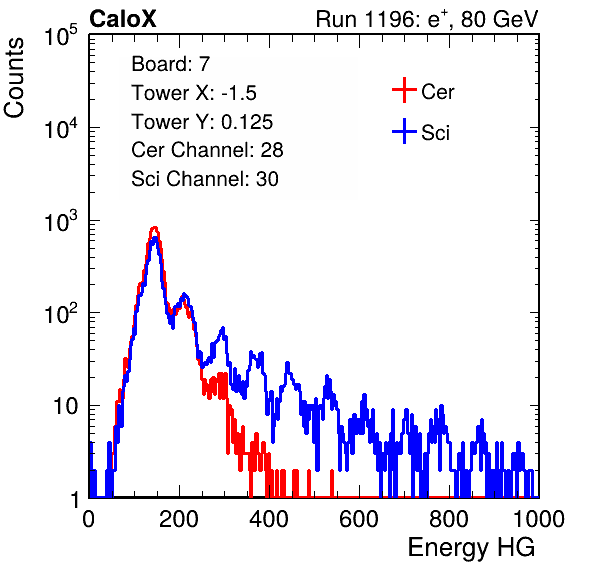 CaloX Run 1196: e⁺, 80 GeV
Counts
10⁵
10⁴
10³
10²
10
1
Board: 7
Tower X: -1.5
Tower Y: 0.125
Cer Channel: 28
Sci Channel: 30
Cer
Sci
0 200 400 600 800 1000
Energy HG